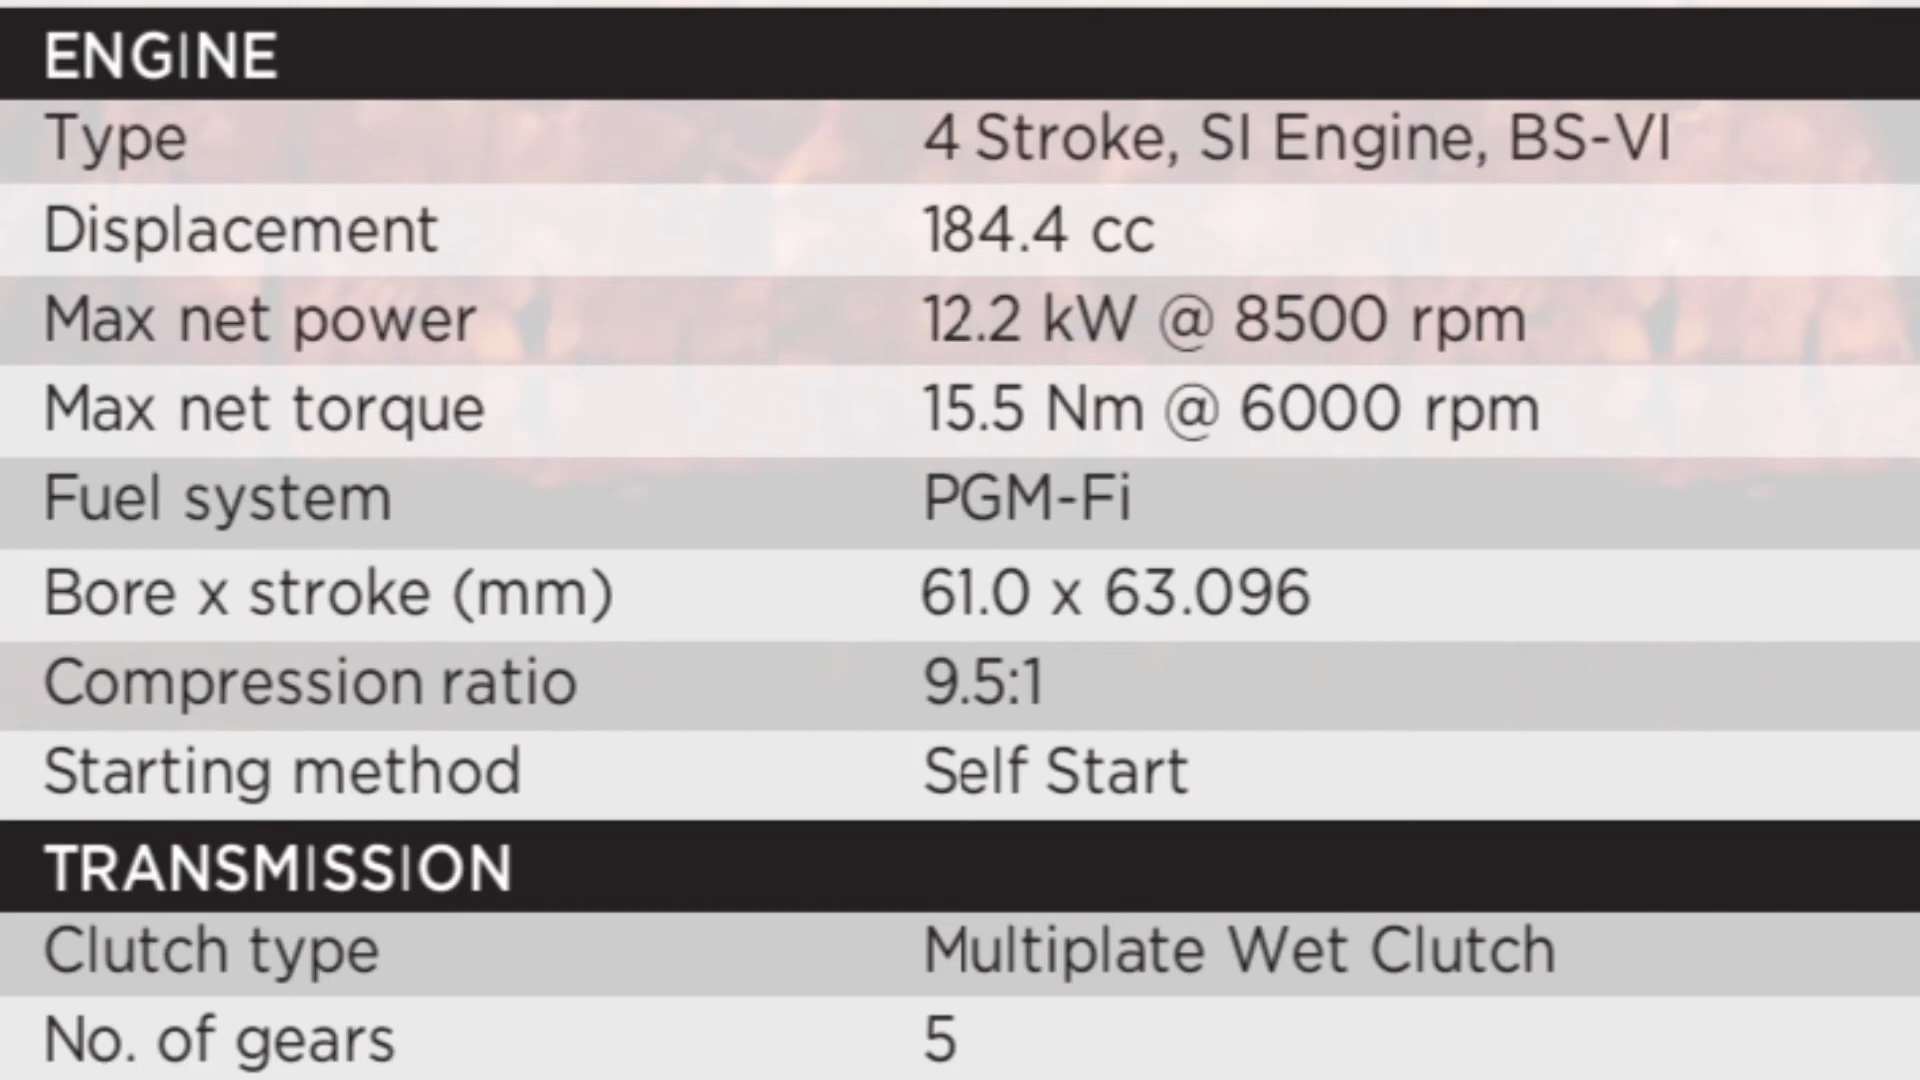 ENGINE
Type 4 Stroke, SI Engine, BS-VI
Displacement 184.4 cc
Max net power 12.2 kW @ 8500 rpm
Max net torque 15.5 Nm @ 6000 rpm
Fuel system PGM-Fi
Bore x stroke (mm) 61.0 x 63.096
Compression ratio 9.5:1
Starting method Self Start
TRANSMISSION
Clutch type Multiplate Wet Clutch
No. of gears 5